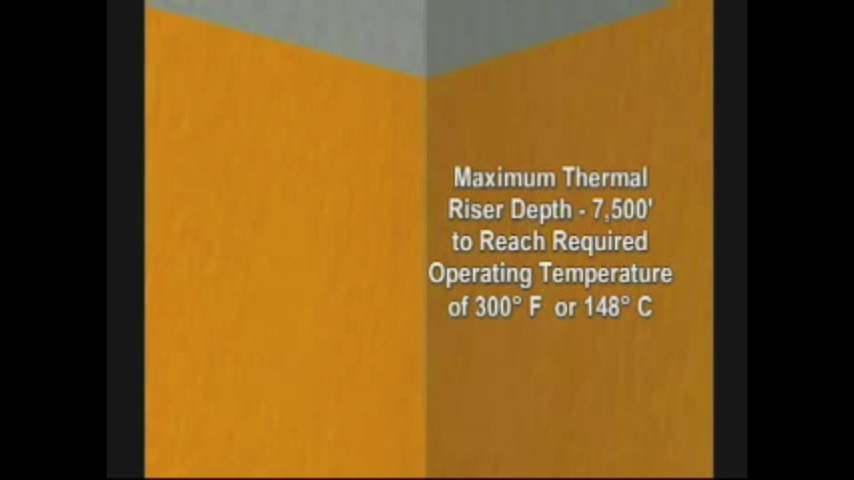 Maximum Thermal
Riser Depth - 7,500'
to Reach Required
Operating Temperature
of 300° F or 148° C